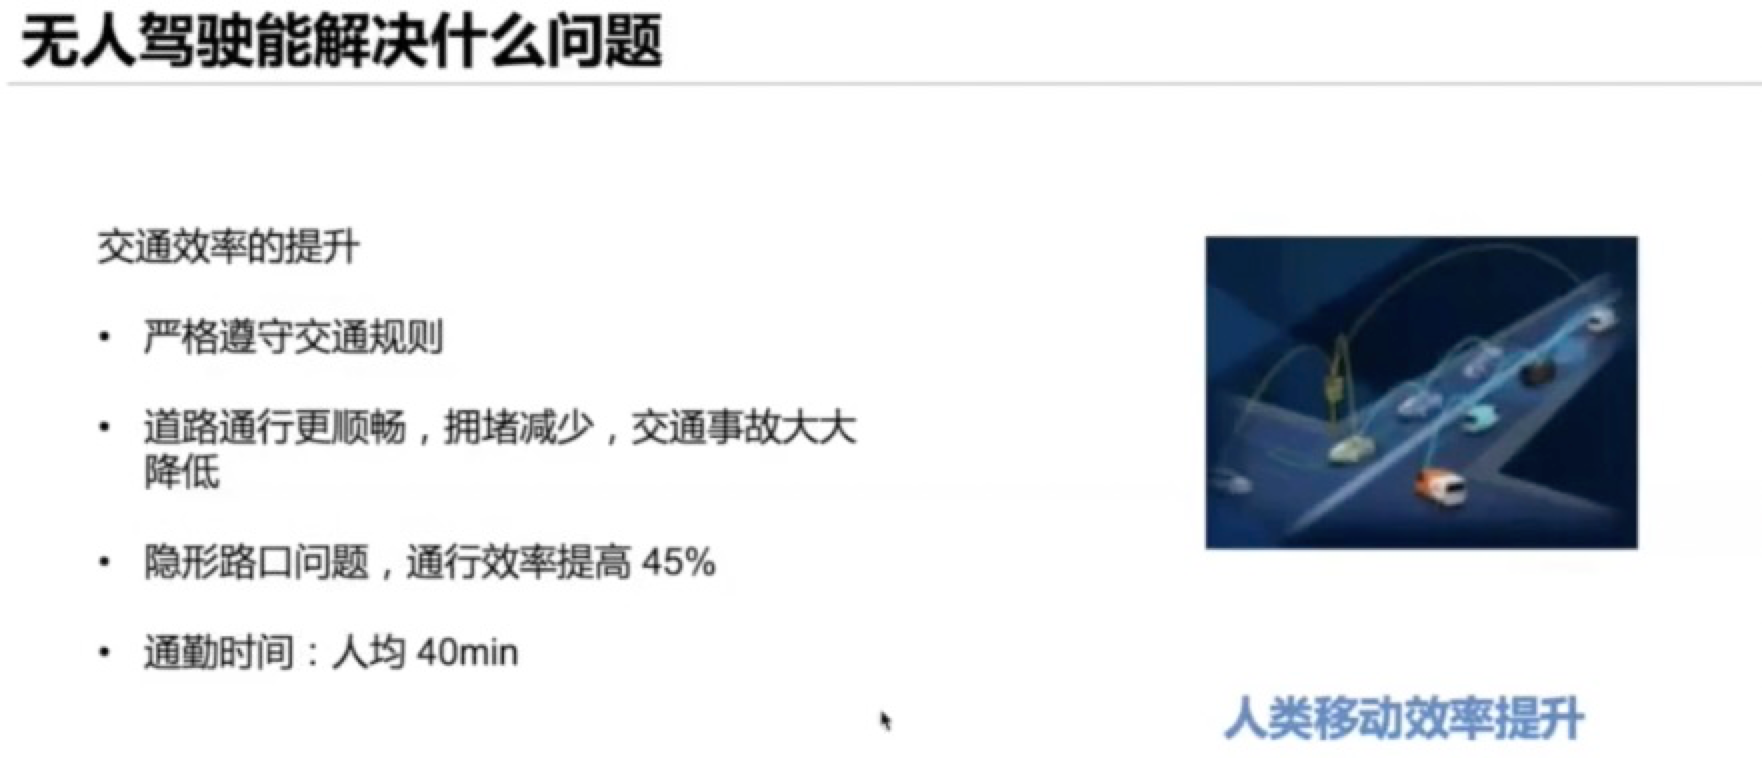 无人驾驶能解决什么问题
交通效率的提升
• 严格遵守交通规则
• 道路通行更顺畅，拥堵减少，交通事故大大
降低
• 隐形路口问题，通行效率提高 45%
• 通勤时间：人均 40min
人类移动效率提升